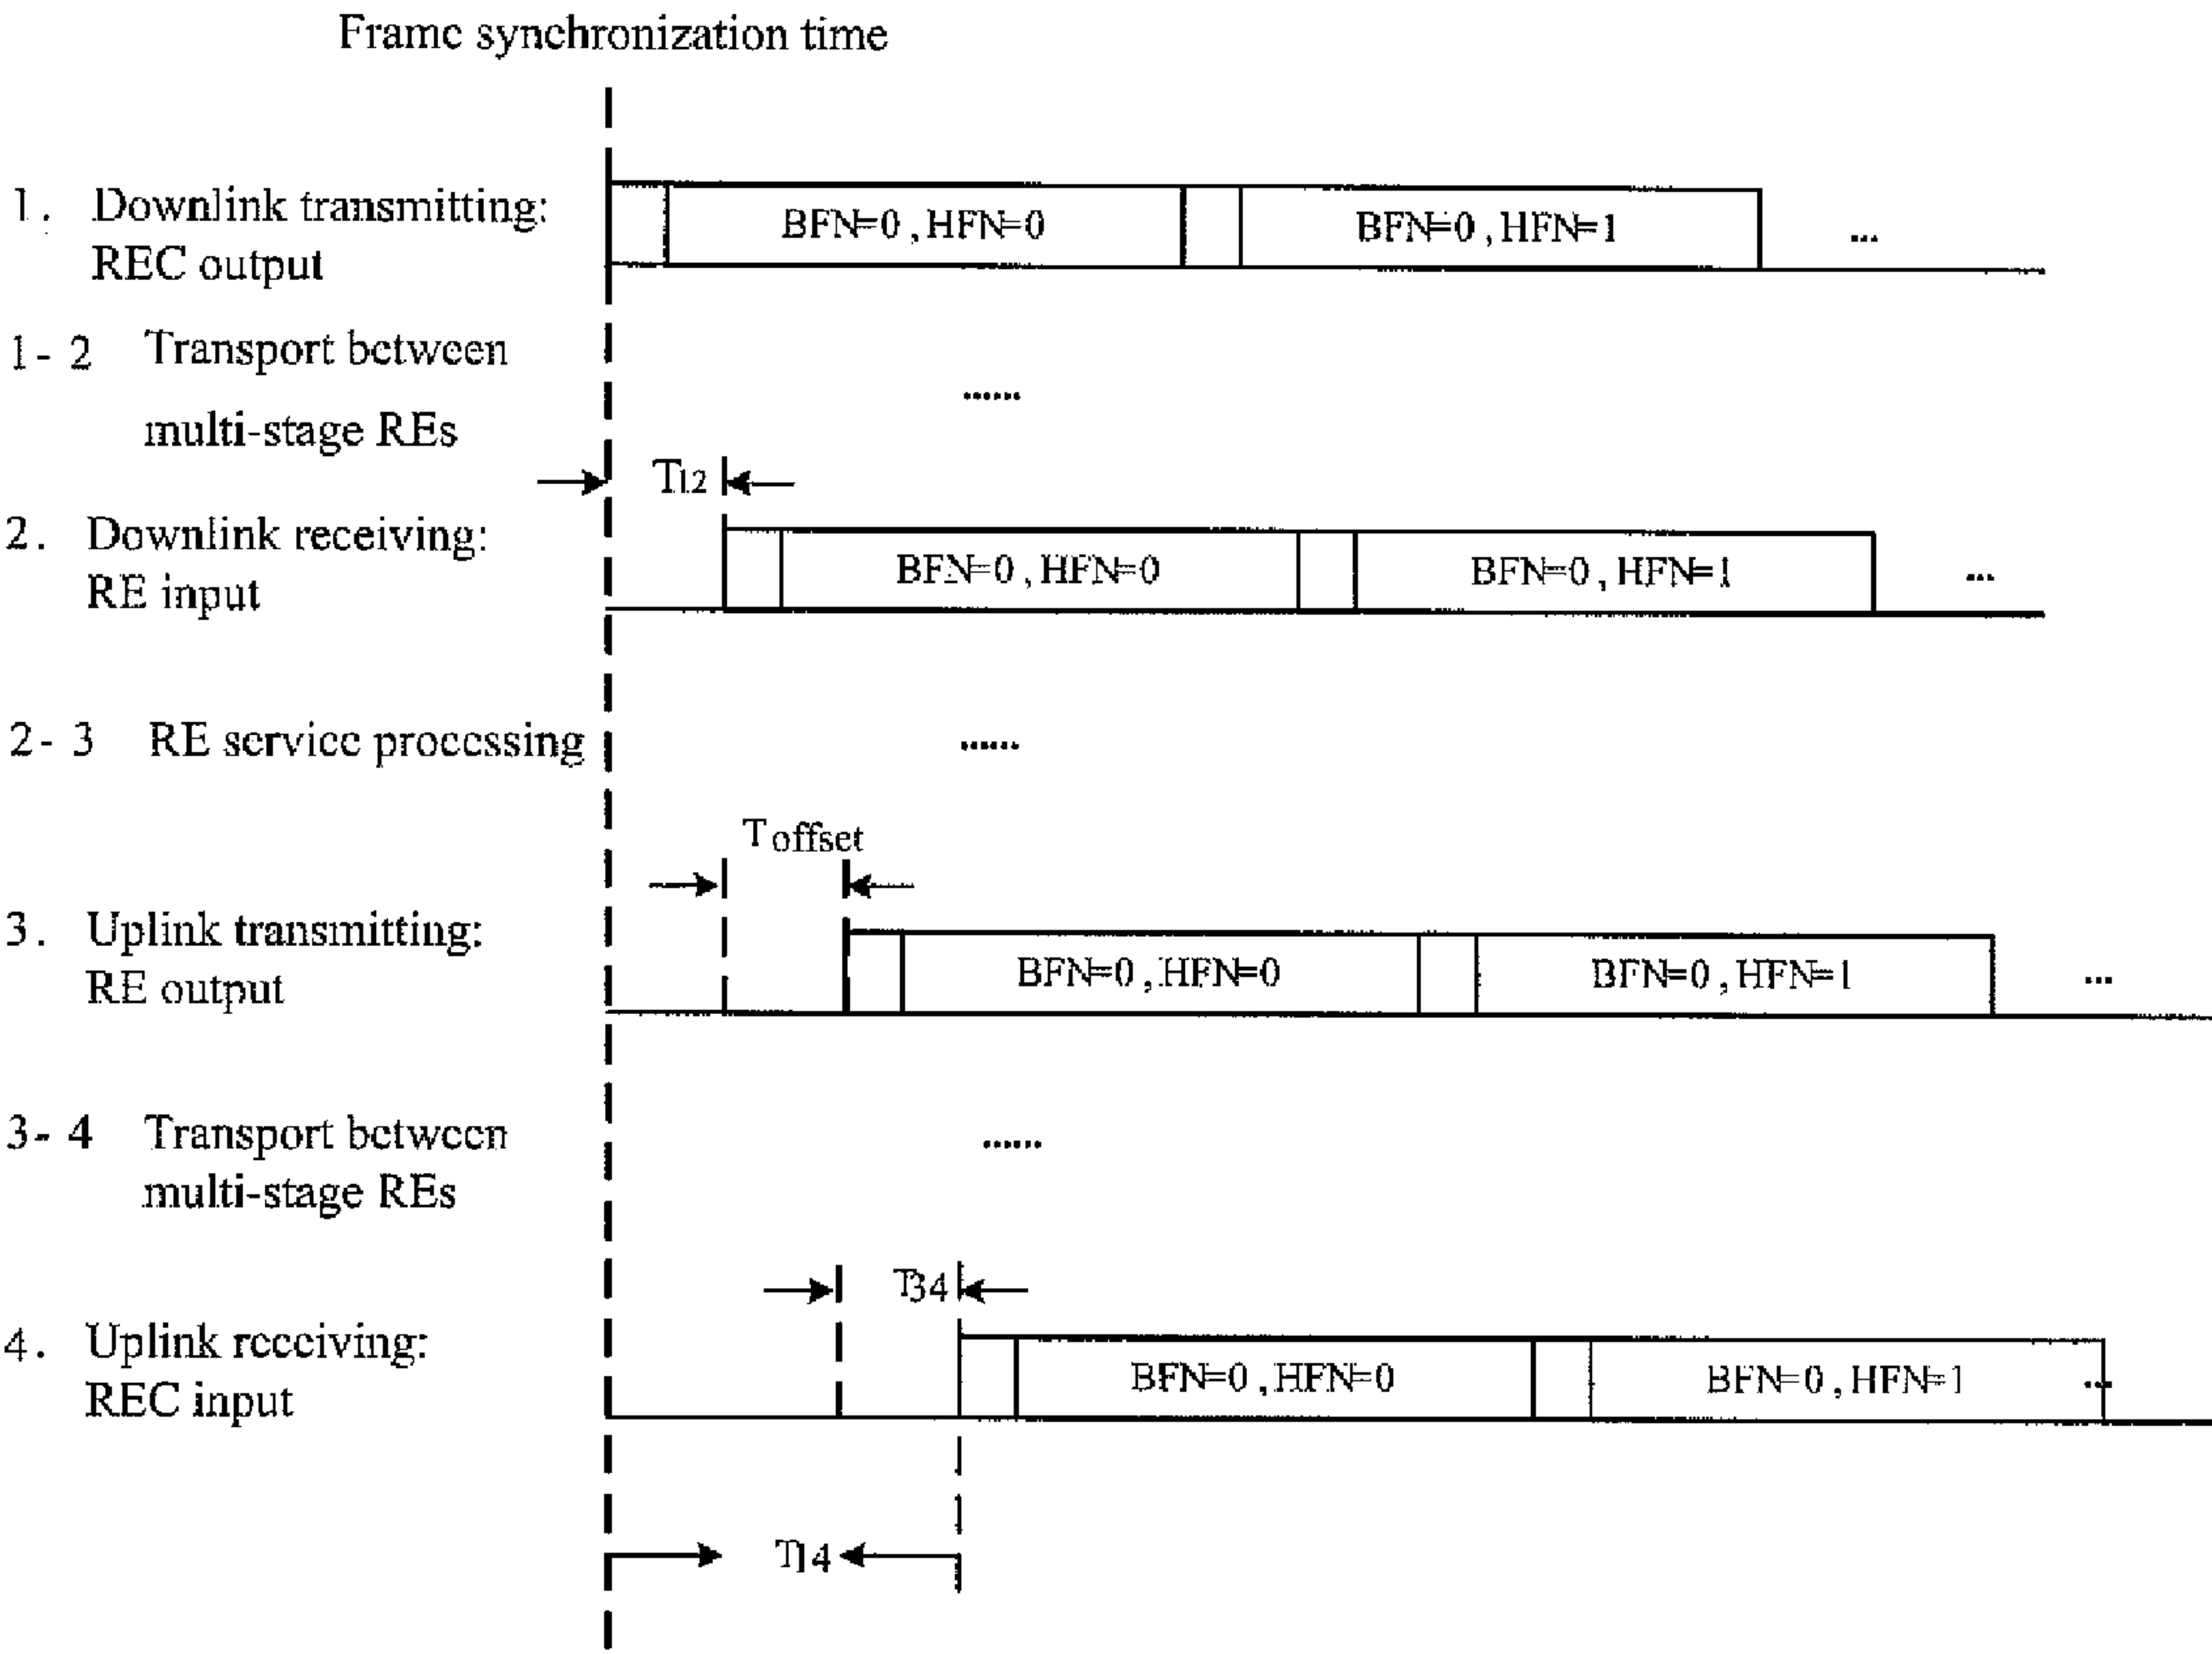 Frame synchronization time
1. Downlink transmitting:
REC output
BFN=0, HFN=0
BFN=0, HFN=1
...
1-2 Transport between
multi-stage REs
......
T12
2. Downlink receiving:
RE input
BFN=0, HFN=0
BFN=0, HFN=1
...
2-3 RE service processing
......
Toffset
3. Uplink transmitting:
RE output
BFN=0, HFN=0
BFN=0, HFN=1
...
3-4 Transport between
multi-stage REs
......
T34
4. Uplink receiving:
REC input
BFN=0, HFN=0
BFN=0, HFN=1
...
T14